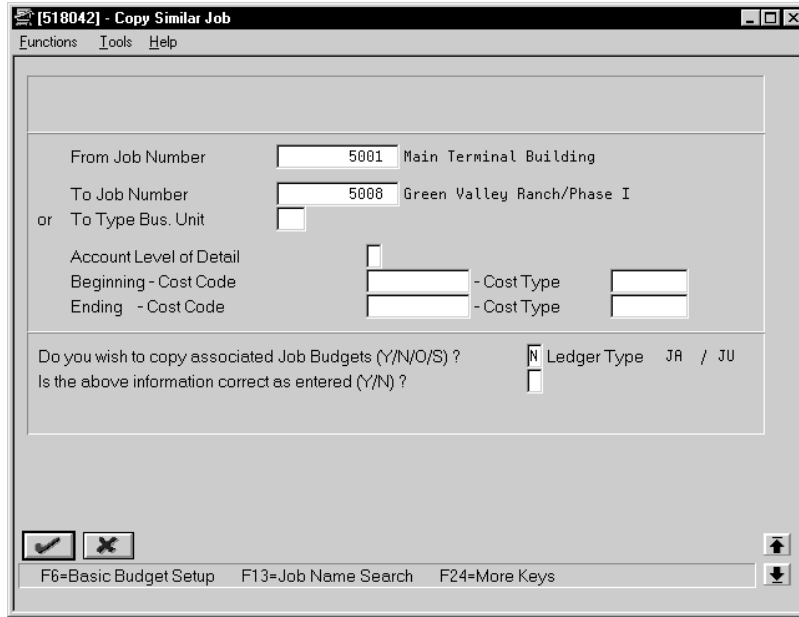 [518042] - Copy Similar Job
Functions Tools Help
From Job Number 5001 Main Terminal Building
To Job Number 5008 Green Valley Ranch/Phase I
or To Type Bus. Unit
Account Level of Detail
Beginning - Cost Code - Cost Type
Ending - Cost Code - Cost Type
Do you wish to copy associated Job Budgets (Y/N/O/S) ? N Ledger Type JA / JU
Is the above information correct as entered (Y/N) ?
F6=Basic Budget Setup F13=Job Name Search F24=More Keys